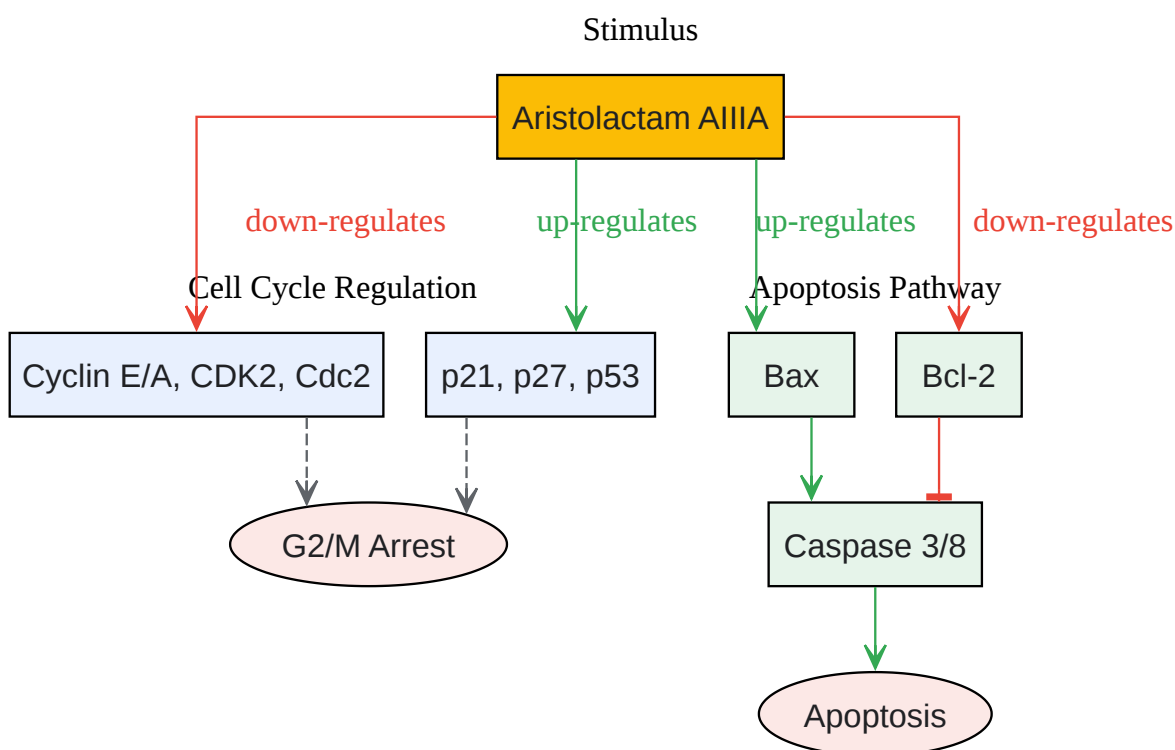 Stimulus
Aristolactam AIIIA
down-regulates
up-regulates
up-regulates
down-regulates
Cell Cycle Regulation
Apoptosis Pathway
Cyclin E/A, CDK2, Cdc2
p21, p27, p53
Bax
Bcl-2
G2/M Arrest
Caspase 3/8
Apoptosis